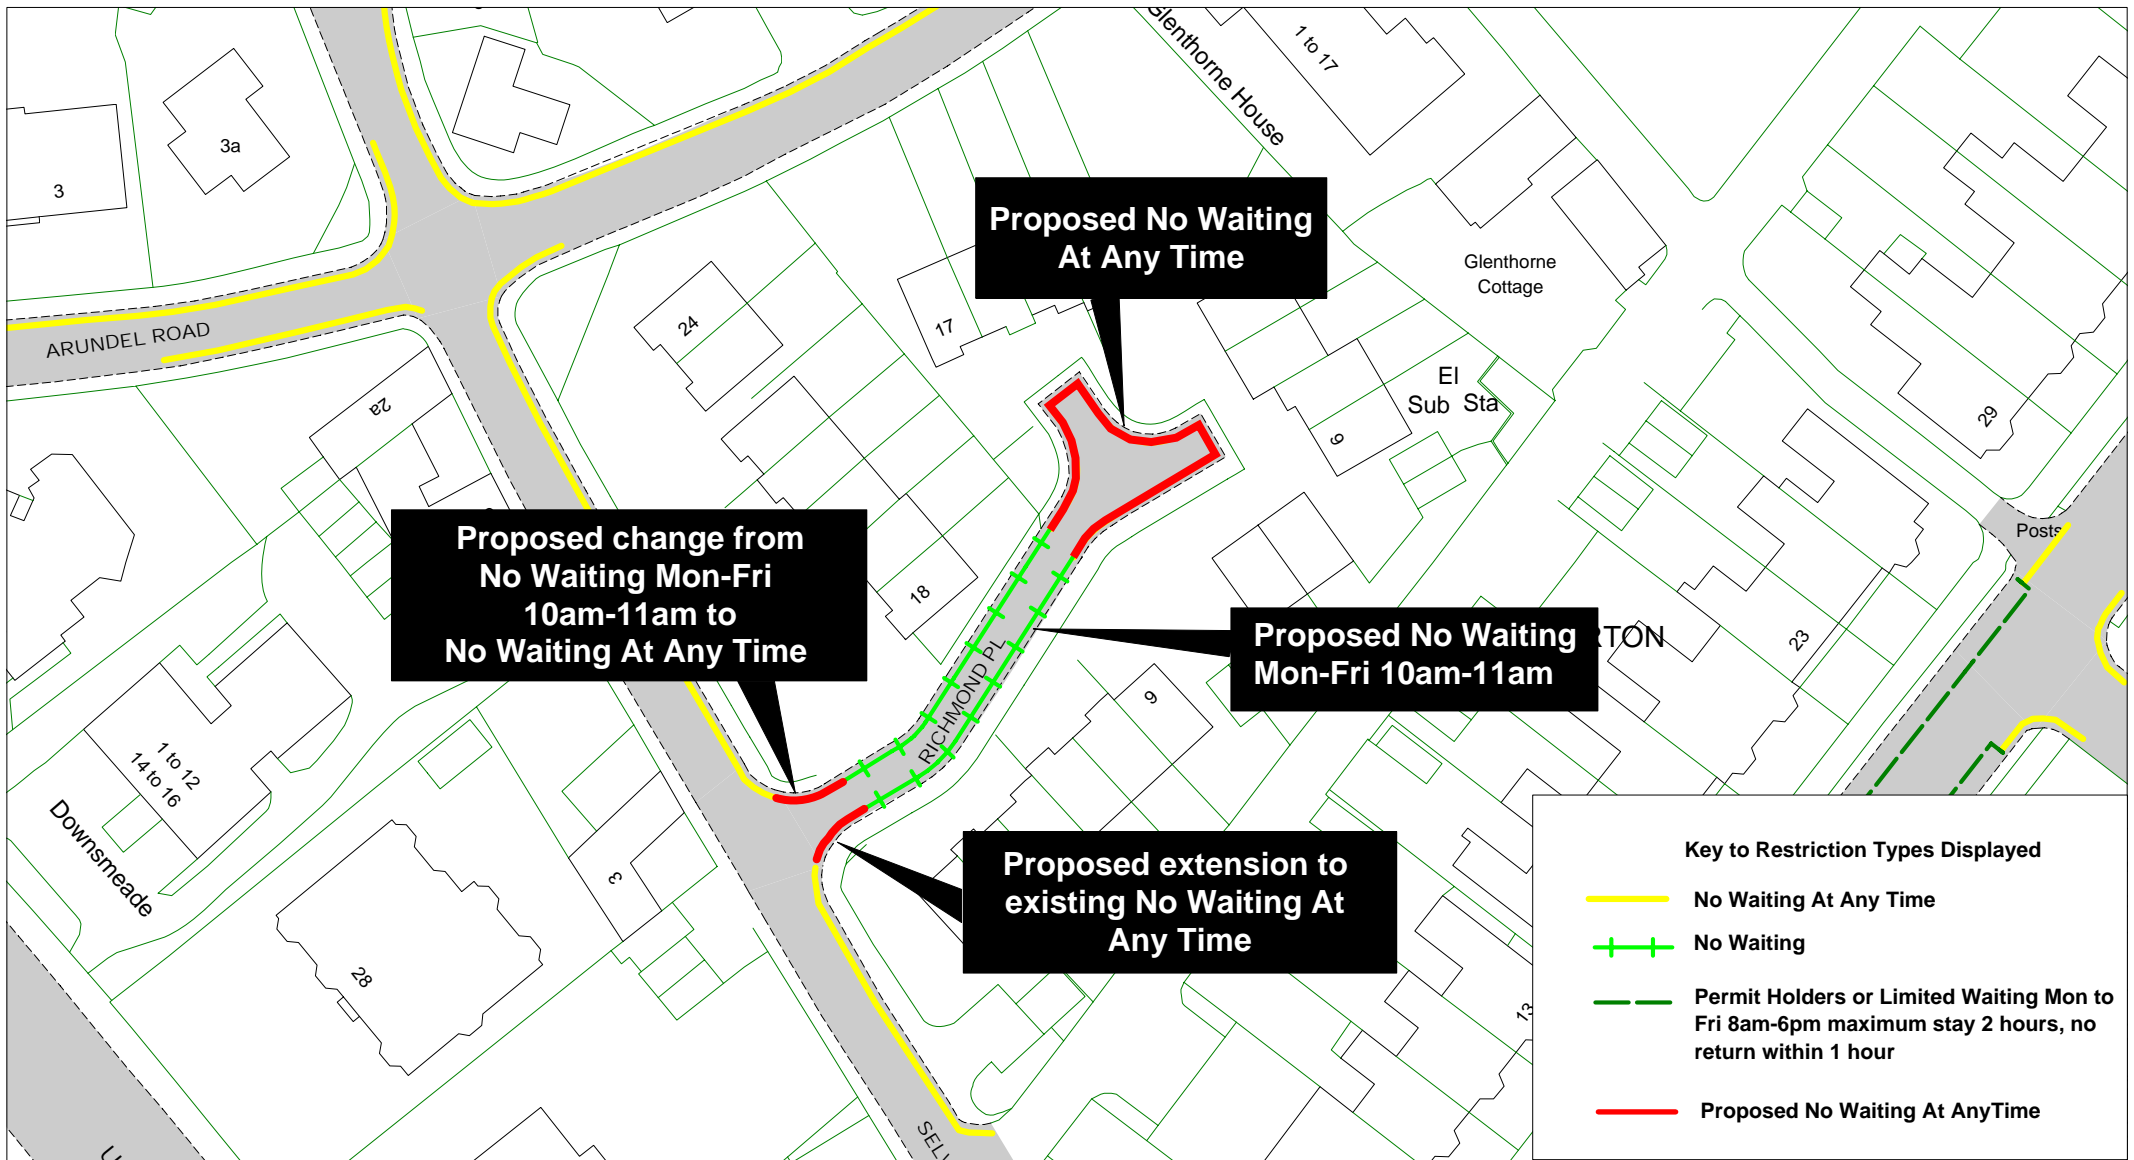 Glenthorne House
1 to 17
3a
3
Proposed No Waiting
At Any Time
Glenthorne
Cottage
ARUNDEL ROAD
24
17
2a
El
Sub Sta
9
29
Posts
Proposed change from
No Waiting Mon-Fri
10am-11am to
No Waiting At Any Time
18
Proposed No Waiting
Mon-Fri 10am-11am
RTON
23
RICHMOND PL
9
1 to 12
14 to 16
Downsmeade
3
28
Proposed extension to
existing No Waiting At
Any Time
13
Key to Restriction Types Displayed
No Waiting At Any Time
No Waiting
Permit Holders or Limited Waiting Mon to
Fri 8am-6pm maximum stay 2 hours, no
return within 1 hour
Proposed No Waiting At AnyTime